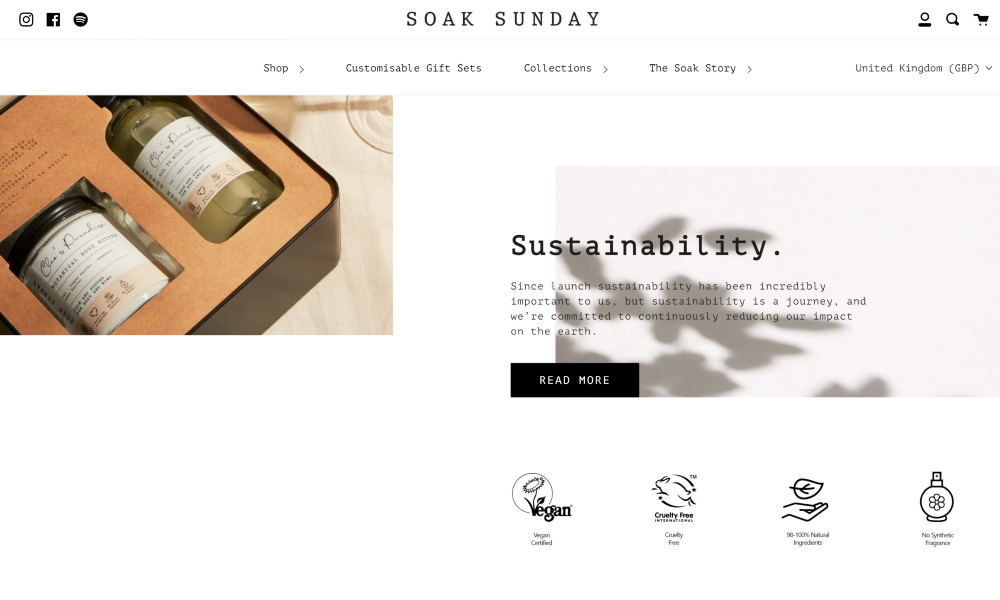 SOAK SUNDAY
Shop
Customisable Gift Sets
Collections
The Soak Story
United Kingdom (GBP)
Sustainability.
Since launch sustainability has been incredibly
important to us, but sustainability is a journey, and
we're committed to continuously reducing our impact
on the earth.
READ MORE
Vegan
TM
Cruelty Free
INTERNATIONAL
Vegan
Certified
Cruelty
Free
98-100% Natural
Ingredients
No Synthetic
Fragrance